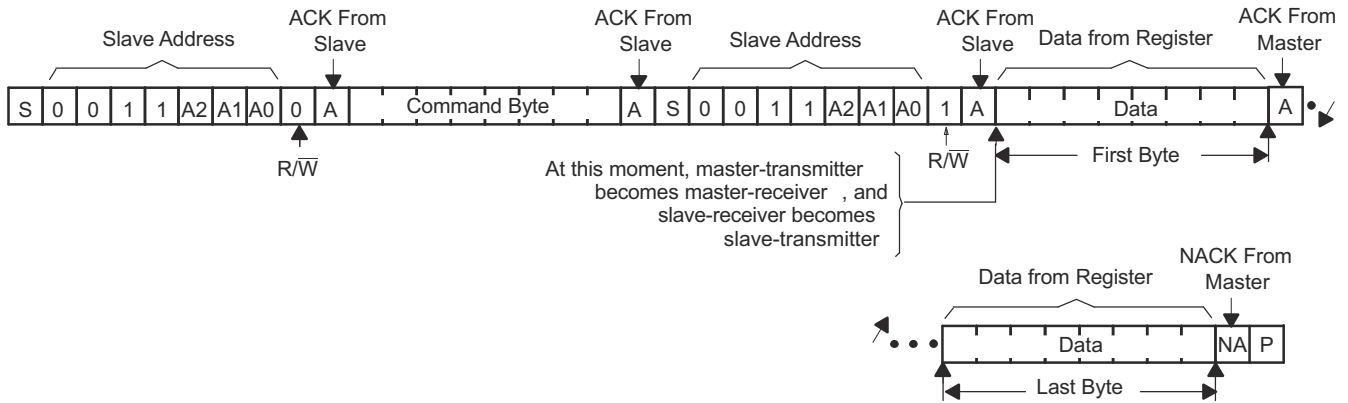 ACK From
Slave
ACK From
Slave
ACK From
Slave
ACK From
Master
Slave Address
Slave Address
Data from Register
S 0 0 1 1 A2 A1 A0 0 A Command Byte A S 0 0 1 1 A2 A1 A0 1 A Data A
R/W̅
R/W̅
First Byte
At this moment, master-transmitter
becomes master-receiver , and
slave-receiver becomes
slave-transmitter
NACK From
Master
Data from Register
Data NA P
Last Byte